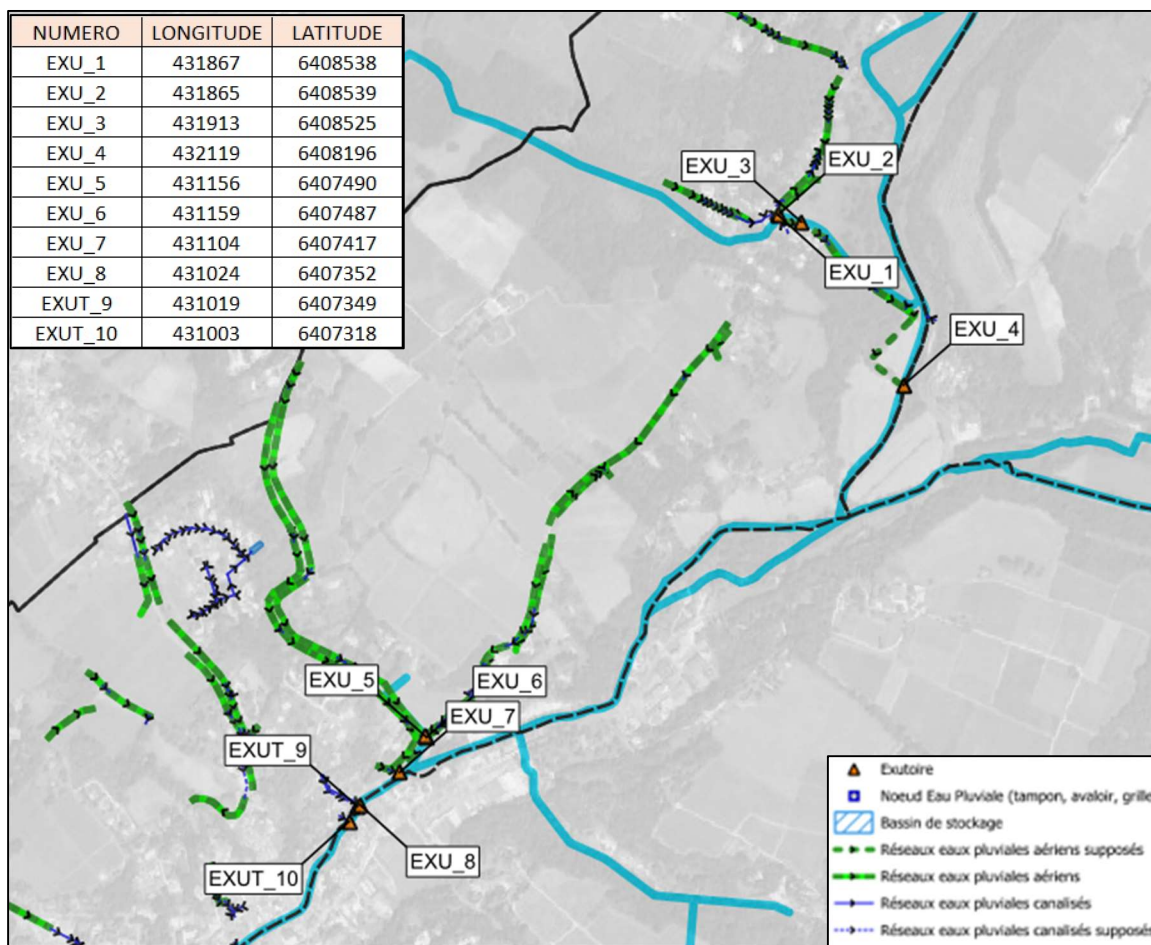 NUMERO LONGITUDE LATITUDE
EXU_1 431867 6408538
EXU_2 431865 6408539
EXU_3 431913 6408525
EXU_4 432119 6408196
EXU_5 431156 6407490
EXU_6 431159 6407487
EXU_7 431104 6407417
EXU_8 431024 6407352
EXUT_9 431019 6407349
EXUT_10 431003 6407318
EXU_3
EXU_2
EXU_1
EXU_4
EXU_5
EXU_6
EXU_7
EXUT_9
EXU_8
EXUT_10
Exutoire
Noeud Eau Pluviale (tampon, avaloir, grille
Bassin de stockage
Réseaux eaux pluviales aériens supposés
Réseaux eaux pluviales aériens
Réseaux eaux pluviales canalisés
Réseaux eaux pluviales canalisés supposés